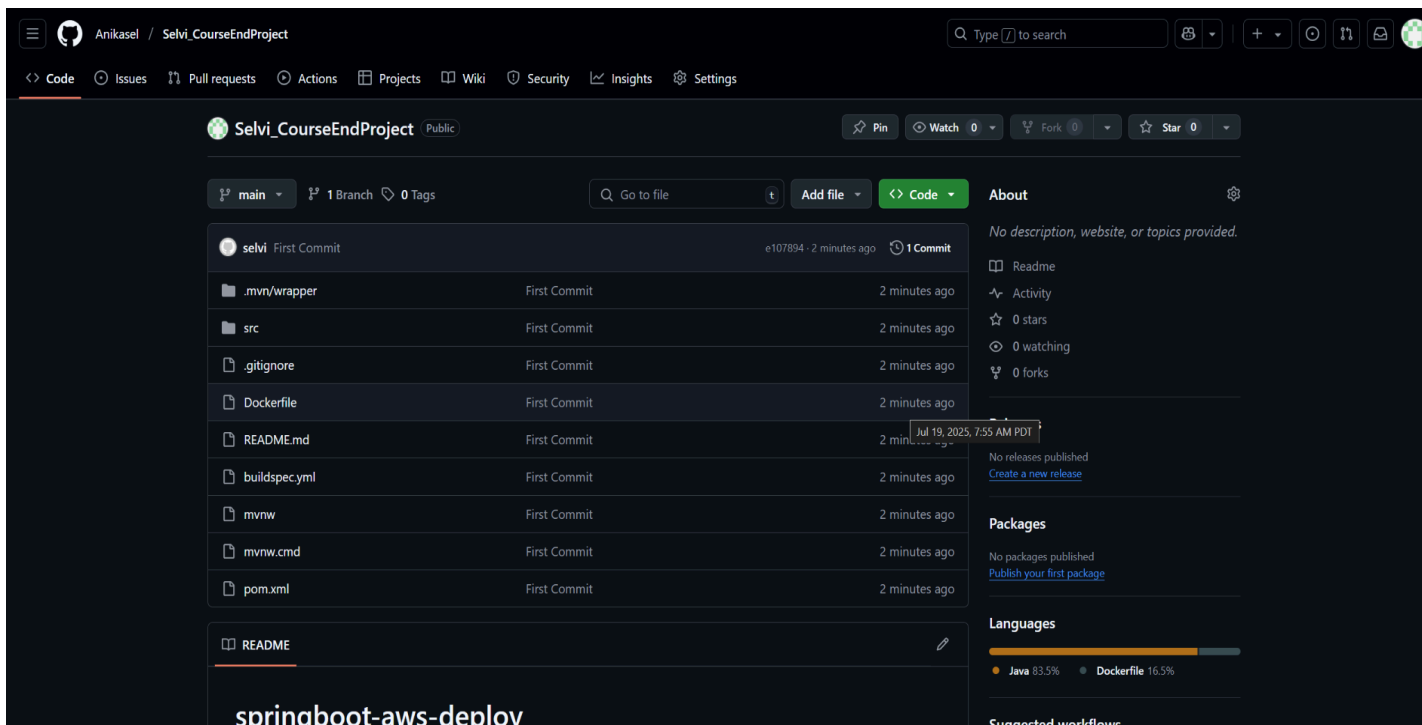 Anikasel / Selvi_CourseEndProject
Type / to search
Code Issues Pull requests Actions Projects Wiki Security Insights Settings
Selvi_CourseEndProject Public
Pin Watch 0 Fork 0 Star 0
main 1 Branch 0 Tags
Go to file t Add file Code
selvi First Commit e107894 · 2 minutes ago 1 Commit
.mvn/wrapper First Commit 2 minutes ago
src First Commit 2 minutes ago
.gitignore First Commit 2 minutes ago
Dockerfile First Commit 2 minutes ago
Jul 19, 2025, 7:55 AM PDT
README.md First Commit
buildspec.yml First Commit 2 minutes ago
mvnw First Commit 2 minutes ago
mvnw.cmd First Commit 2 minutes ago
pom.xml First Commit 2 minutes ago
README
springboot-aws-deploy
About
No description, website, or topics provided.
Readme
Activity
0 stars
0 watching
0 forks
No releases published
Create a new release
Packages
No packages published
Publish your first package
Languages
Java 83.5% Dockerfile 16.5%
Suggested workflows